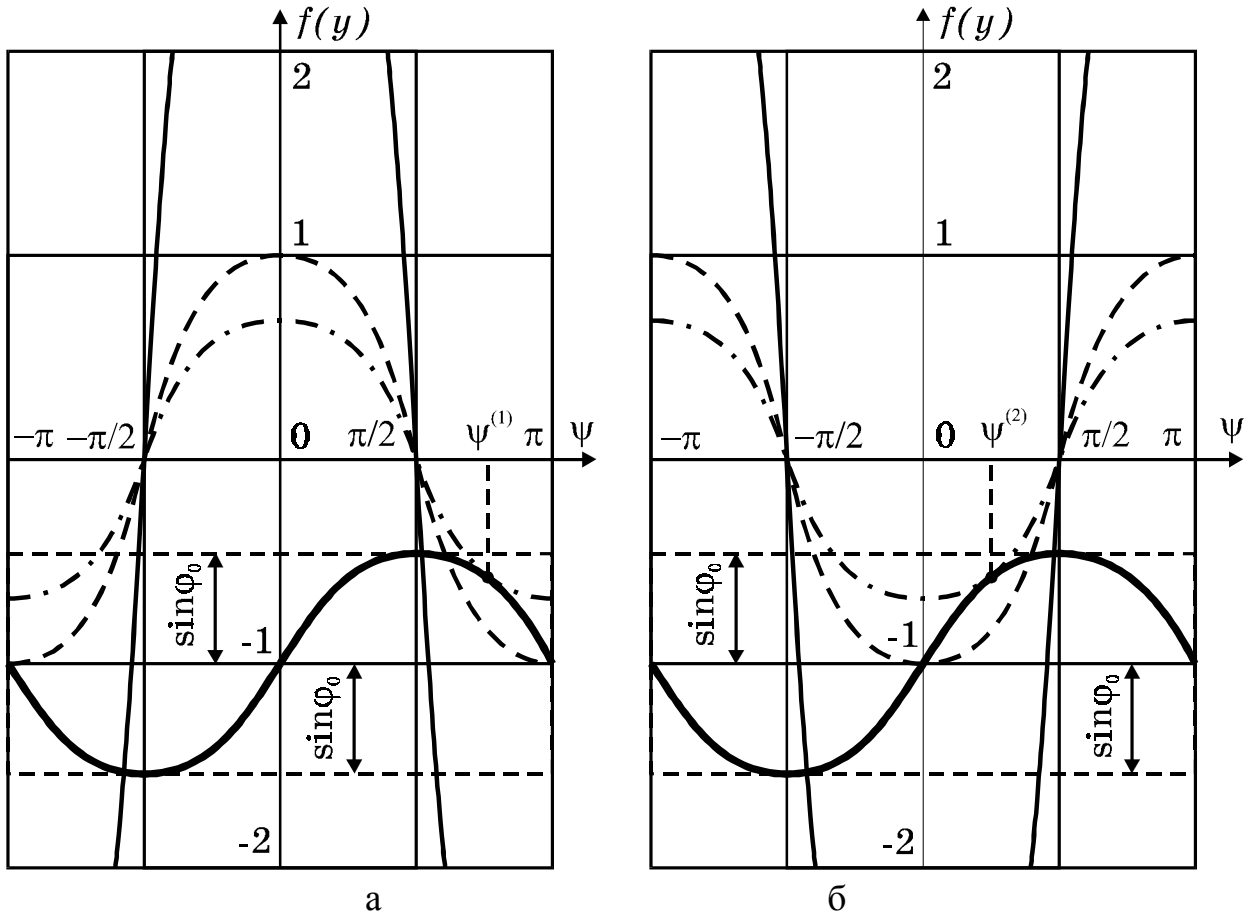 f(y)
2
1
−π −π/2 0 π/2 ψ⁽¹⁾ π ψ
sinφ₀
-1
sinφ₀
-2
а
f(y)
2
1
−π −π/2 0 ψ⁽²⁾ π/2 π ψ
sinφ₀
-1
sinφ₀
-2
б